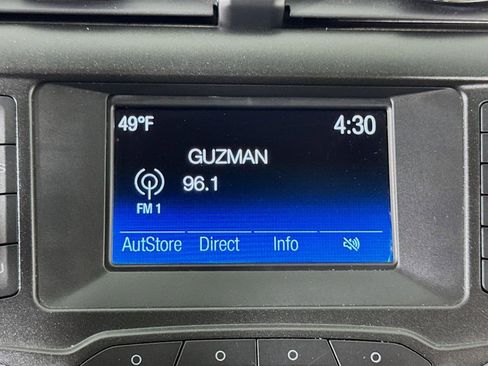 49°F 4:30
GUZMAN
96.1
FM 1
AutStore Direct Info